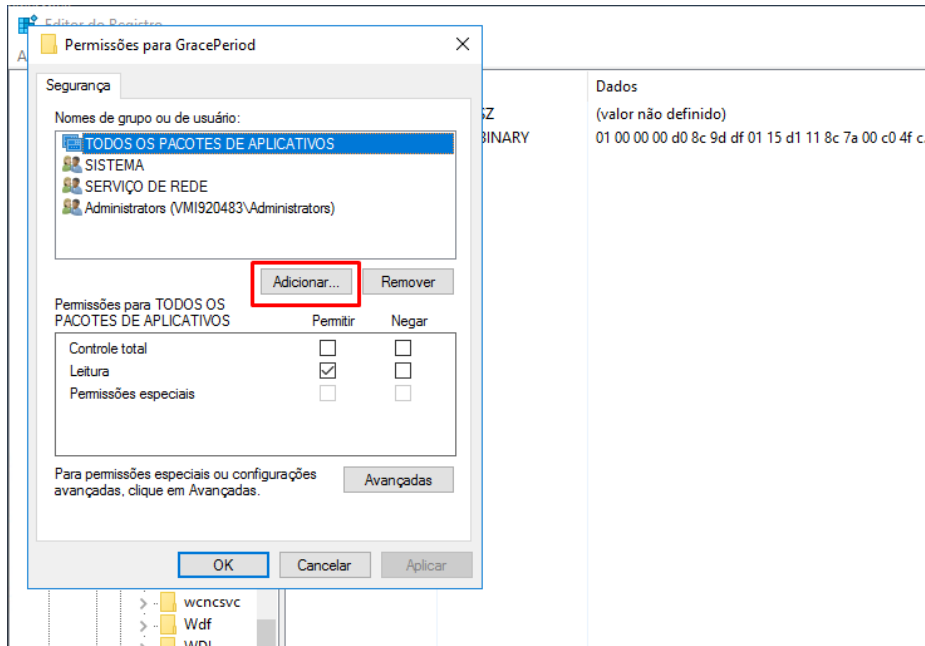 Editor do Registro
Permissões para GracePeriod
A
Segurança
Dados
Nomes de grupo ou de usuário:
SZ
(valor não definido)
TODOS OS PACOTES DE APLICATIVOS
BINARY
01 00 00 00 d0 8c 9d df 01 15 d1 11 8c 7a 00 c0 4f c.
SISTEMA
SERVIÇO DE REDE
Administrators (VMI920483\Administrators)
Adicionar...
Remover
Permissões para TODOS OS
PACOTES DE APLICATIVOS
Permitir
Negar
Controle total
Leitura
Permissões especiais
Para permissões especiais ou configurações
avançadas, clique em Avançadas.
Avançadas
OK
Cancelar
Aplicar
wcncsvc
Wdf
WDI